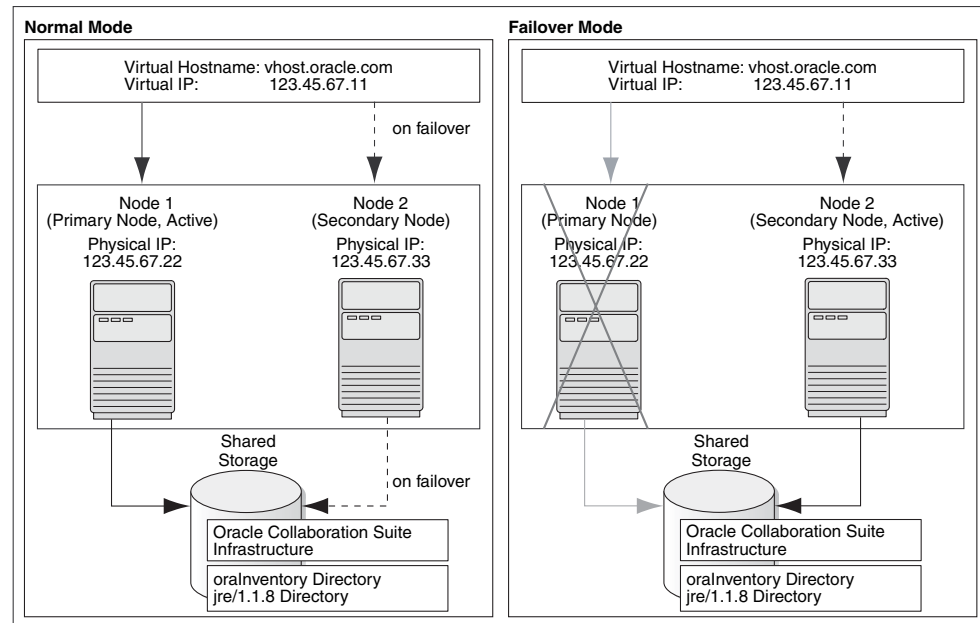 Normal Mode
Virtual Hostname: vhost.oracle.com
Virtual IP: 123.45.67.11
on failover
Node 1
(Primary Node, Active)
Physical IP:
123.45.67.22
Node 2
(Secondary Node)
Physical IP:
123.45.67.33
Shared
Storage
on failover
Oracle Collaboration Suite
Infrastructure
oraInventory Directory
jre/1.1.8 Directory
Failover Mode
Virtual Hostname: vhost.oracle.com
Virtual IP: 123.45.67.11
Node 1
(Primary Node)
Physical IP:
123.45.67.22
Node 2
(Secondary Node, Active)
Physical IP:
123.45.67.33
Shared
Storage
Oracle Collaboration Suite
Infrastructure
oraInventory Directory
jre/1.1.8 Directory